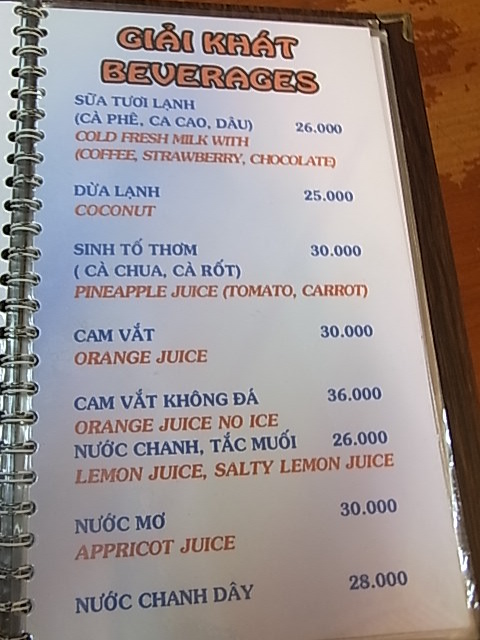 GIẢI KHÁT
BEVERAGES
SỮA TƯƠI LẠNH
(CÀ PHÊ, CA CAO, DÂU) 26.000
COLD FRESH MILK WITH
(COFFEE, STRAWBERRY, CHOCOLATE)
DỪA LẠNH 25.000
COCONUT
SINH TỐ THƠM 30.000
( CÀ CHUA, CÀ RỐT)
PINEAPPLE JUICE (TOMATO, CARROT)
CAM VẮT 30.000
ORANGE JUICE
CAM VẮT KHÔNG ĐÁ 36.000
ORANGE JUICE NO ICE
NƯỚC CHANH, TẮC MUỐI 26.000
LEMON JUICE, SALTY LEMON JUICE
NƯỚC MƠ 30.000
APPRICOT JUICE
NƯỚC CHANH DÂY 28.000